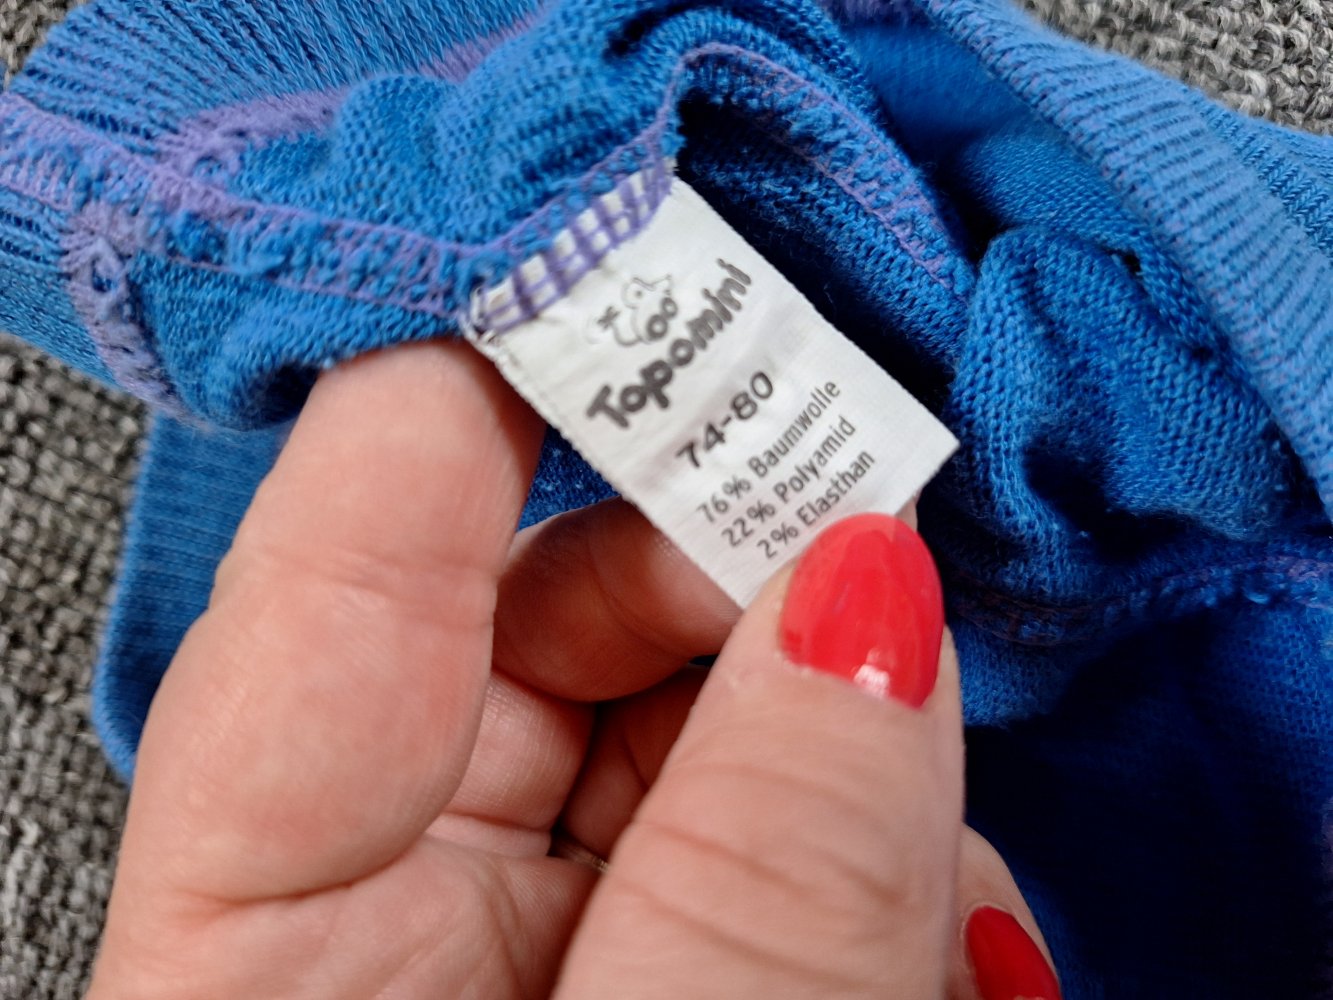 Topomini
74-80
76% Baumwolle
22% Polyamid
2% Elasthan